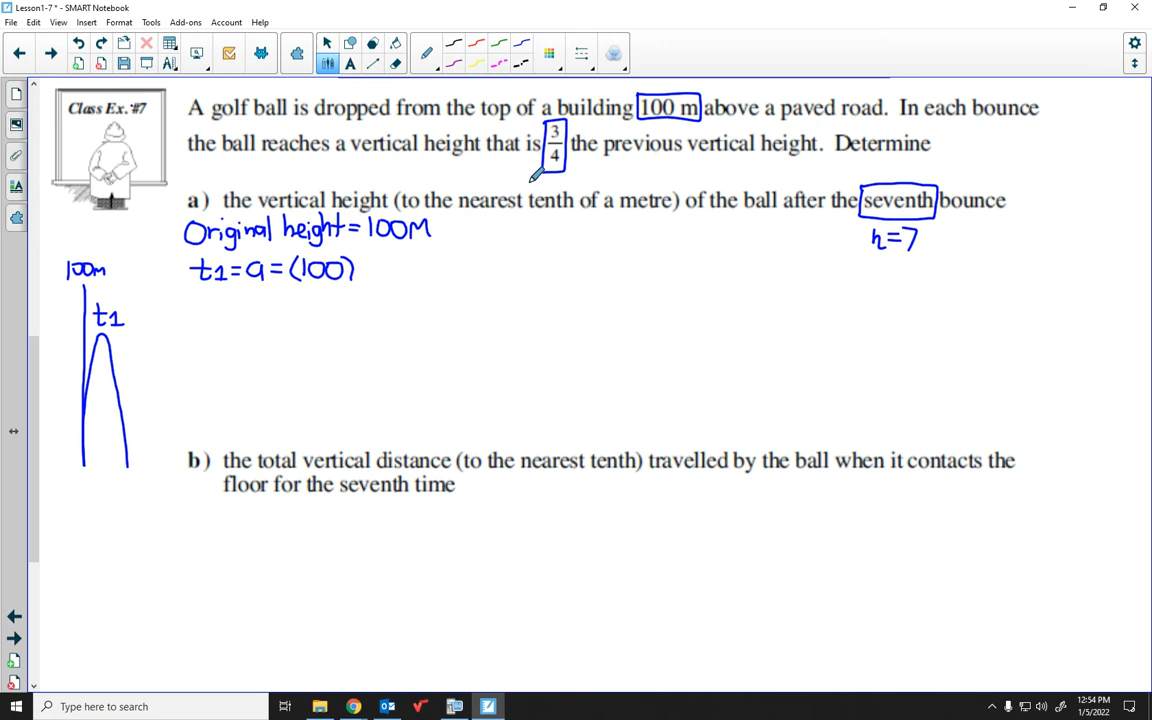 Lesson1-7 * - SMART Notebook
File Edit View Insert Format Tools Add-ons Account Help
Class Ex. #7
A golf ball is dropped from the top of a building 100 m above a paved road. In each bounce
the ball reaches a vertical height that is 3/4 the previous vertical height. Determine
a) the vertical height (to the nearest tenth of a metre) of the ball after the seventh bounce
Original height = 100M
n=7
t1 = a = (100)
100m
t1
b) the total vertical distance (to the nearest tenth) travelled by the ball when it contacts the
floor for the seventh time
Type here to search
12:54 PM
1/5/2022